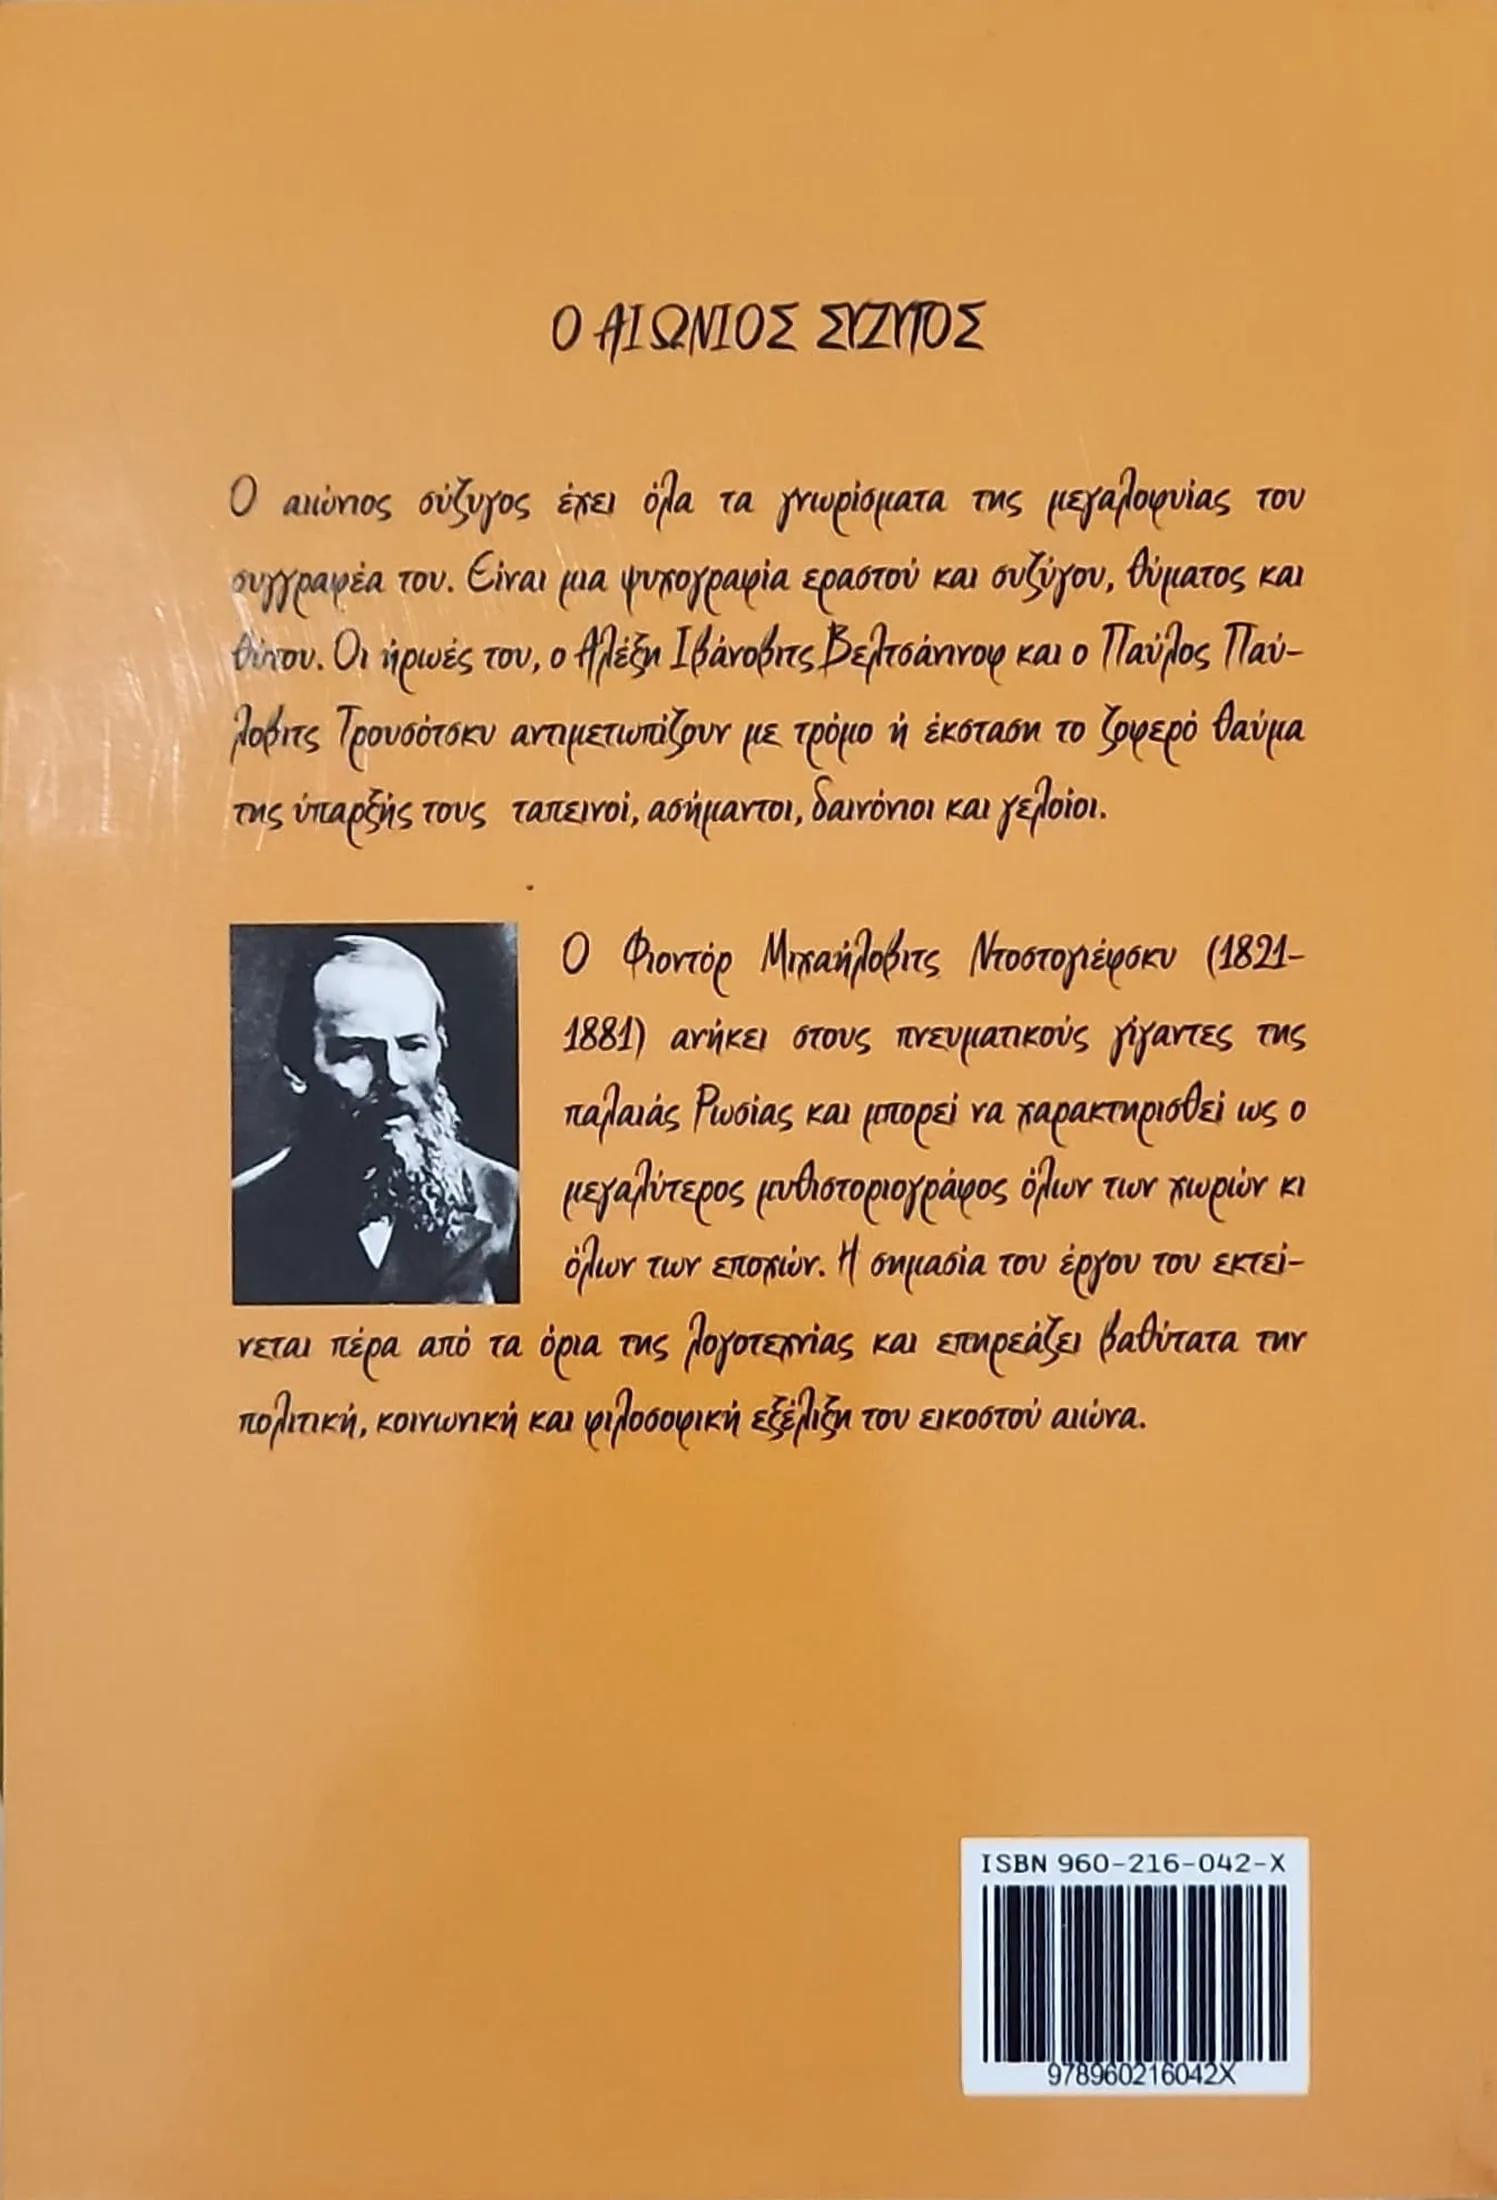 Ο ΑΙΩΝΙΟΣ ΣΥΖΥΓΟΣ
Ο αιώνιος σύζυγος έχει όλα τα γνωρίσματα της μεγαλοφυίας του
συγγραφέα του. Είναι μια ψυχογραφία εραστού και συζύγου, θύματος και
θύτου. Οι ήρωές του, ο Αλέξη Ιβάνοβιτς Βελτσάνινοφ και ο Παύλος Παύ-
λοβιτς Τρουσότσκυ αντιμετωπίζουν με τρόμο ή έκσταση το ζοφερό θαύμα
της ύπαρξής τους ταπεινοί, ασήμαντοι, δαινόνιοι και γελοίοι.
Ο Φιοντόρ Μιχαήλοβιτς Ντοστογιέφσκυ (1821-
1881) ανήκει στους πνευματικούς γίγαντες της
παλαιάς Ρωσίας και μπορεί να χαρακτηρισθεί ως ο
μεγαλύτερος μυθιστοριογράφος όλων των χωριών κι
όλων των εποχιών. Η σημασία του έργου του εκτεί-
νεται πέρα από τα όρια της λογοτεχνίας και επηρεάζει βαθύτατα την
πολιτική, κοινωνική και φιλοσοφική εξέλιξη του εικοστού αιώνα.
ISBN 960-216-042-X
978960216042X